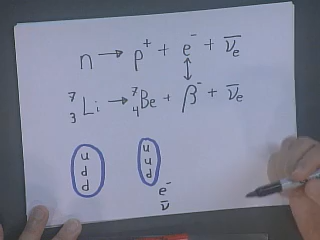 n → p⁺ + e⁻ + ν̄ₑ
⁷₃Li → ⁷₄Be + β⁻ + ν̄ₑ
u u
d u
d d
e⁻
ν̄